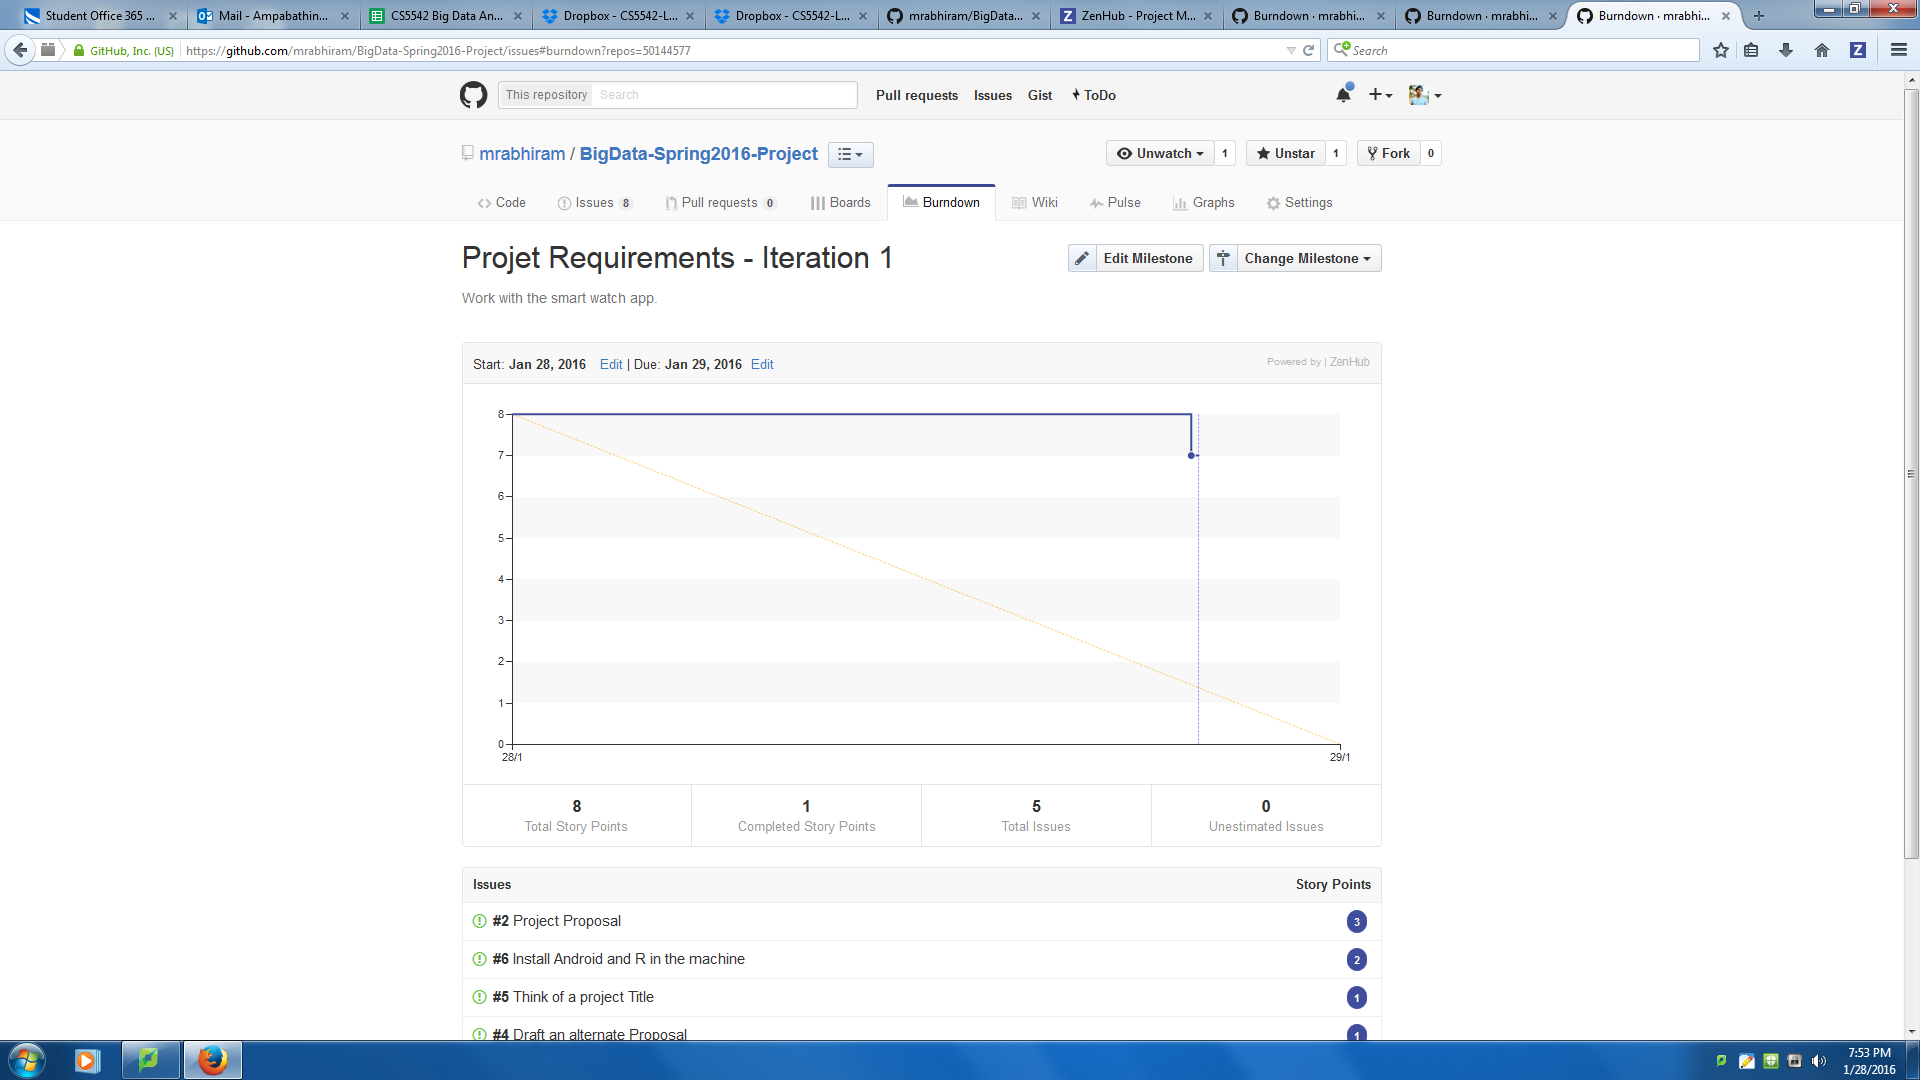 Student Office 365 ...
Mail - Ampabathin...
CS5542 Big Data An...
Dropbox - CS5542-L...
Dropbox - CS5542-L...
mrabhiram/BigData...
ZenHub - Project M...
Burndown · mrabhi...
Burndown · mrabhi...
Burndown · mrabhi...
GitHub, Inc. (US)
https://github.com/mrabhiram/BigData-Spring2016-Project/issues#burndown?repos=50144577
Search
This repository Search
Pull requests Issues Gist ToDo
mrabhiram / BigData-Spring2016-Project
Unwatch 1 Unstar 1 Fork 0
Code Issues 8 Pull requests 0 Boards Burndown Wiki Pulse Graphs Settings
Projet Requirements - Iteration 1
Edit Milestone Change Milestone
Work with the smart watch app.
Start: Jan 28, 2016 Edit | Due: Jan 29, 2016 Edit
Powered by | ZenHub
8
7
6
5
4
3
2
1
0
28/1 29/1
8 1 5 0
Total Story Points Completed Story Points Total Issues Unestimated Issues
Issues Story Points
#2 Project Proposal 3
#6 Install Android and R in the machine 2
#5 Think of a project Title 1
#4 Draft an alternate Proposal 1
7:53 PM
1/28/2016